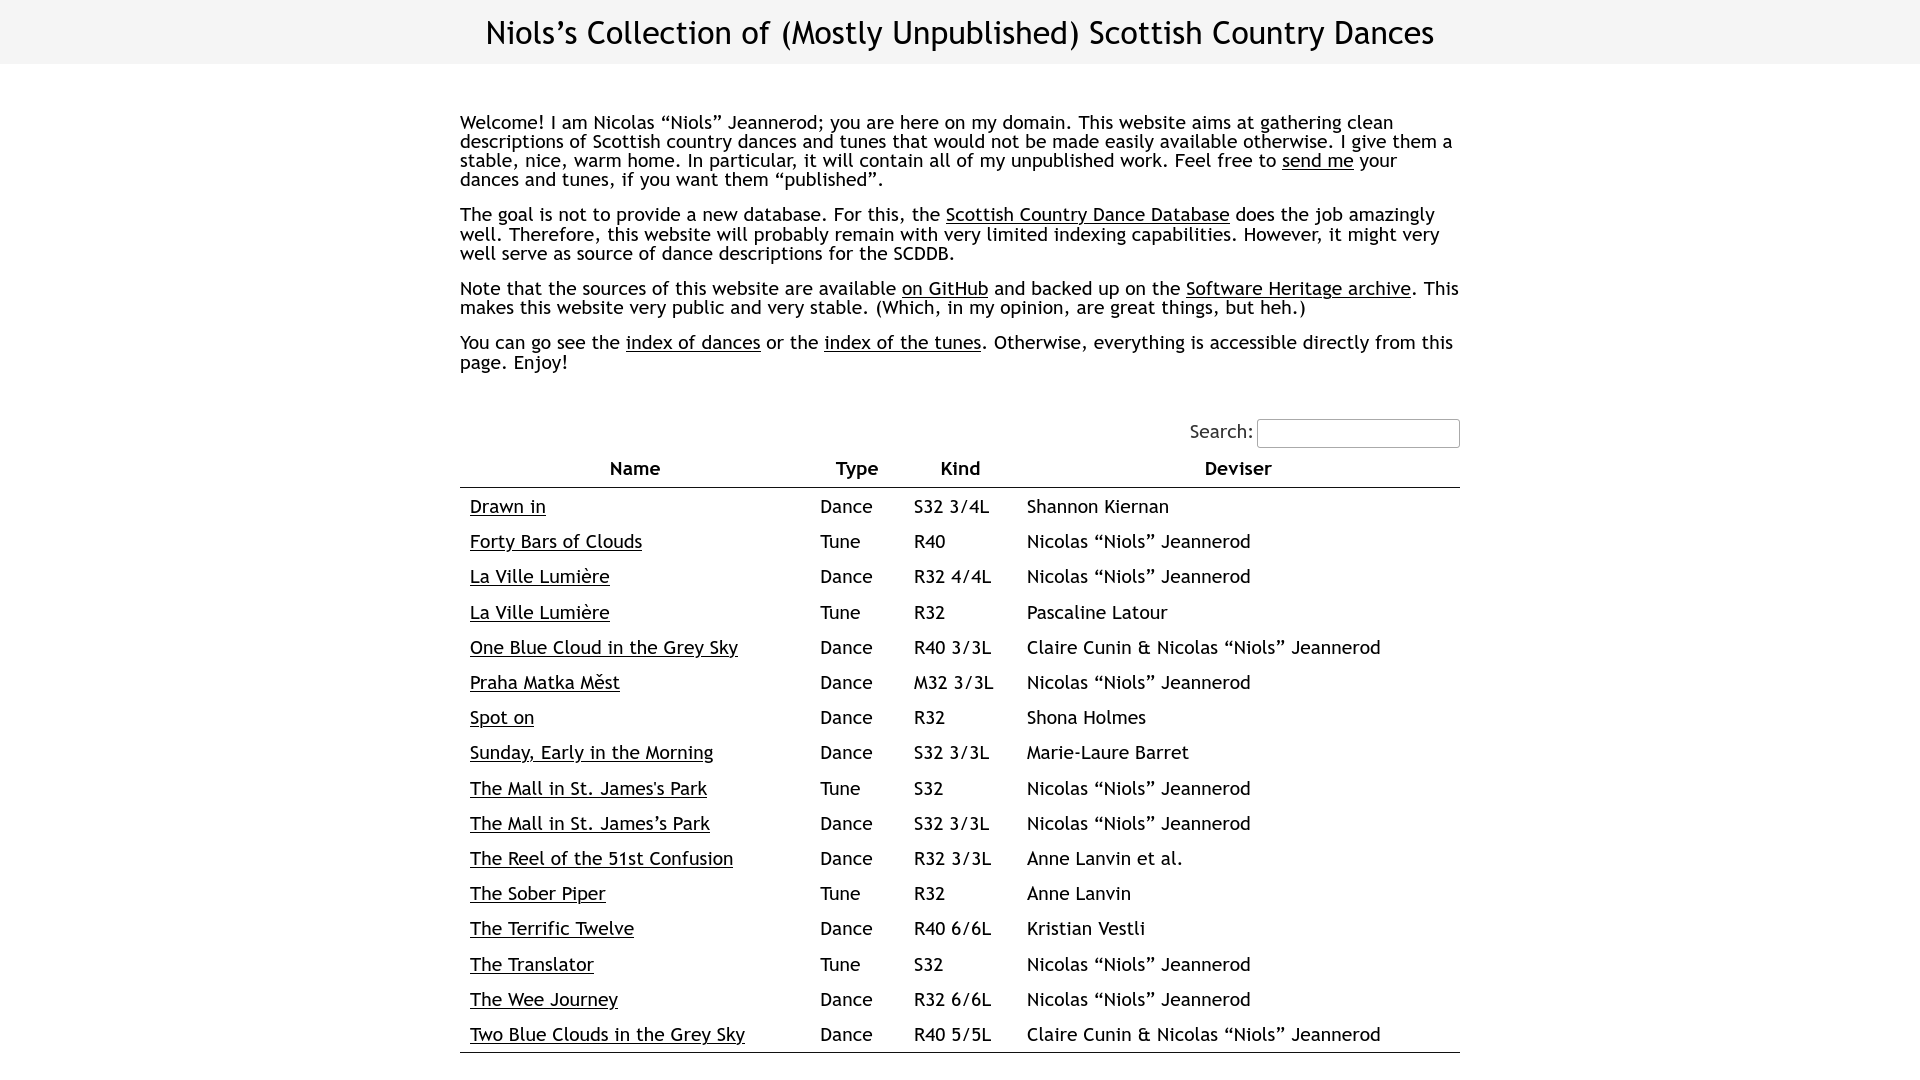 Niols’s Collection of (Mostly Unpublished) Scottish Country Dances
Welcome! I am Nicolas “Niols” Jeannerod; you are here on my domain. This website aims at gathering clean
descriptions of Scottish country dances and tunes that would not be made easily available otherwise. I give them a
stable, nice, warm home. In particular, it will contain all of my unpublished work. Feel free to send me your
dances and tunes, if you want them “published”.
The goal is not to provide a new database. For this, the Scottish Country Dance Database does the job amazingly
well. Therefore, this website will probably remain with very limited indexing capabilities. However, it might very
well serve as source of dance descriptions for the SCDDB.
Note that the sources of this website are available on GitHub and backed up on the Software Heritage archive. This
makes this website very public and very stable. (Which, in my opinion, are great things, but heh.)
You can go see the index of dances or the index of the tunes. Otherwise, everything is accessible directly from this
page. Enjoy!
Search:
Name Type Kind Deviser
Drawn in Dance S32 3/4L Shannon Kiernan
Forty Bars of Clouds Tune R40 Nicolas “Niols” Jeannerod
La Ville Lumière Dance R32 4/4L Nicolas “Niols” Jeannerod
La Ville Lumière Tune R32 Pascaline Latour
One Blue Cloud in the Grey Sky Dance R40 3/3L Claire Cunin & Nicolas “Niols” Jeannerod
Praha Matka Měst Dance M32 3/3L Nicolas “Niols” Jeannerod
Spot on Dance R32 Shona Holmes
Sunday, Early in the Morning Dance S32 3/3L Marie-Laure Barret
The Mall in St. James's Park Tune S32 Nicolas “Niols” Jeannerod
The Mall in St. James’s Park Dance S32 3/3L Nicolas “Niols” Jeannerod
The Reel of the 51st Confusion Dance R32 3/3L Anne Lanvin et al.
The Sober Piper Tune R32 Anne Lanvin
The Terrific Twelve Dance R40 6/6L Kristian Vestli
The Translator Tune S32 Nicolas “Niols” Jeannerod
The Wee Journey Dance R32 6/6L Nicolas “Niols” Jeannerod
Two Blue Clouds in the Grey Sky Dance R40 5/5L Claire Cunin & Nicolas “Niols” Jeannerod